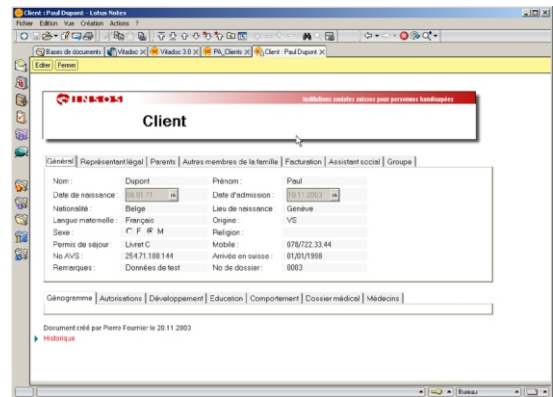 Client : Paul Dupont - Lotus Notes
Fichier Edition Vue Création Actions ?
Bases de documents Vitadoc Vitadoc 3.0 PA_Clients Client : Paul Dupont
Editer Fermer
INSOS institutions sociales suisses pour personnes handicapées
Client
Général Représentant légal Parents Autres membres de la famille Facturation Assistant social Groupe
Nom : Dupont Prénom : Paul
Date de naissance : 08.01.71 Date d'admission : 10.11.2003
Nationalité : Belge Lieu de naissance : Genève
Langue maternelle : Français Origine : VS
Sexe : F M Religion :
Permis de séjour : Livret C Mobile : 078/722.33.44
No AVS : 254.71.108.144 Arrivée en suisse : 01/01/1998
Remarques : Données de test No de dossier : 0003
Génogramme Autorisations Développement Education Comportement Dossier médical Médecins
Document créé par Pierre Fournier le 20.11.2003
Historique
Bureau